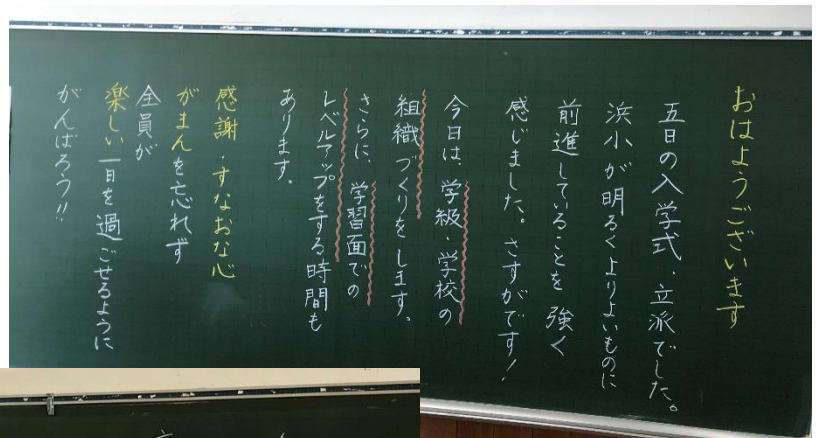 おはようございます
五日の入学式、立派でした。
浜小が明るくよりよいものに
前進していることを強く
感じました。さすがです!
今日は、学級・学校の
組織づくりをします。
さらに、学習面での
レベルアップをする時間も
あります。
感謝・すなおな心
がまんを忘れず
全員が
楽しい一日を過ごせるように
がんばろう!!